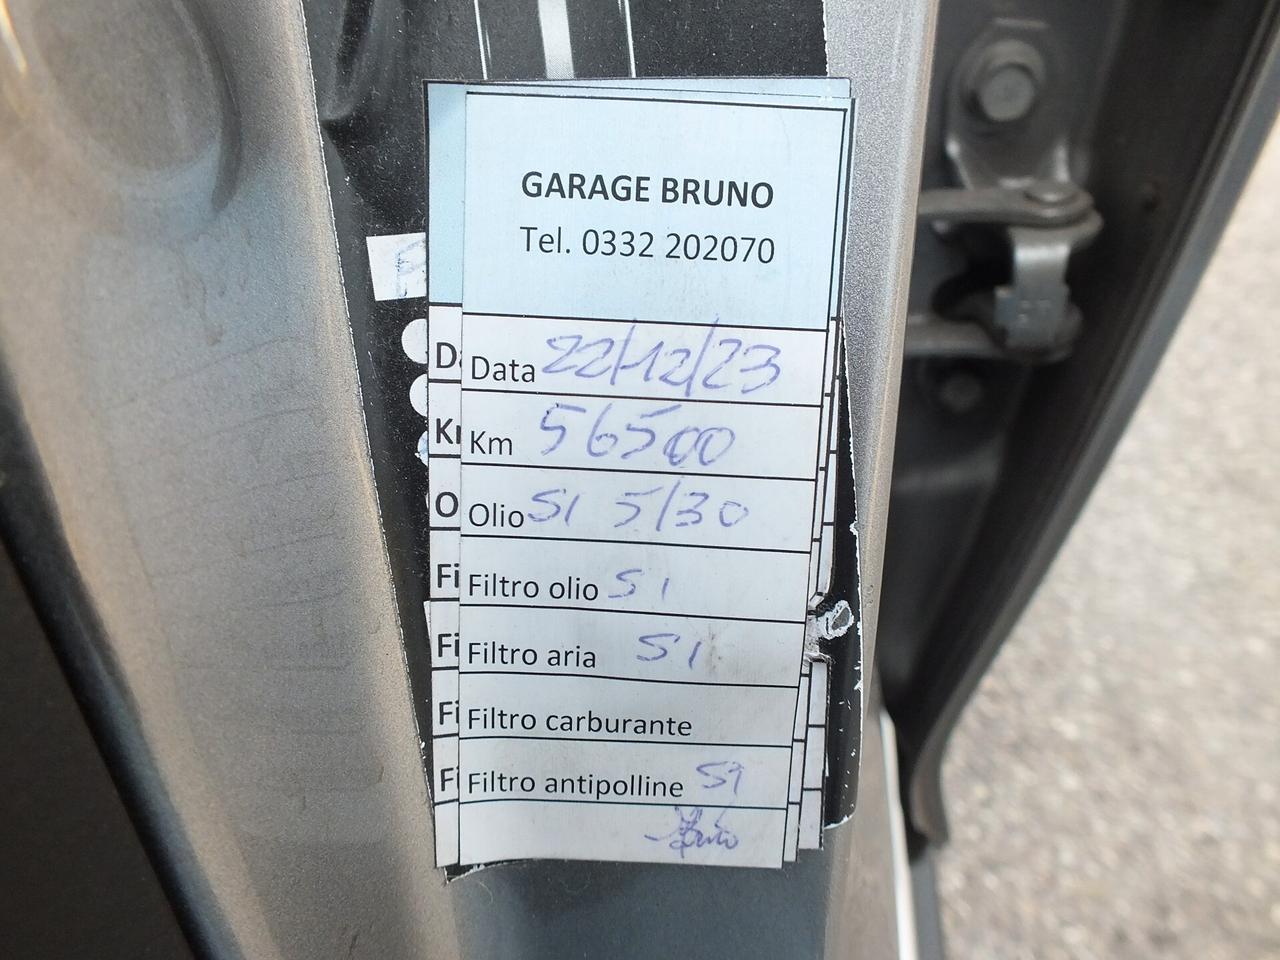 GARAGE BRUNO
Tel. 0332 202070
Data 22/12/23
Km 56500
Olio SI 5/30
Filtro olio SI
Filtro aria SI
Filtro carburante
Filtro antipolline SI